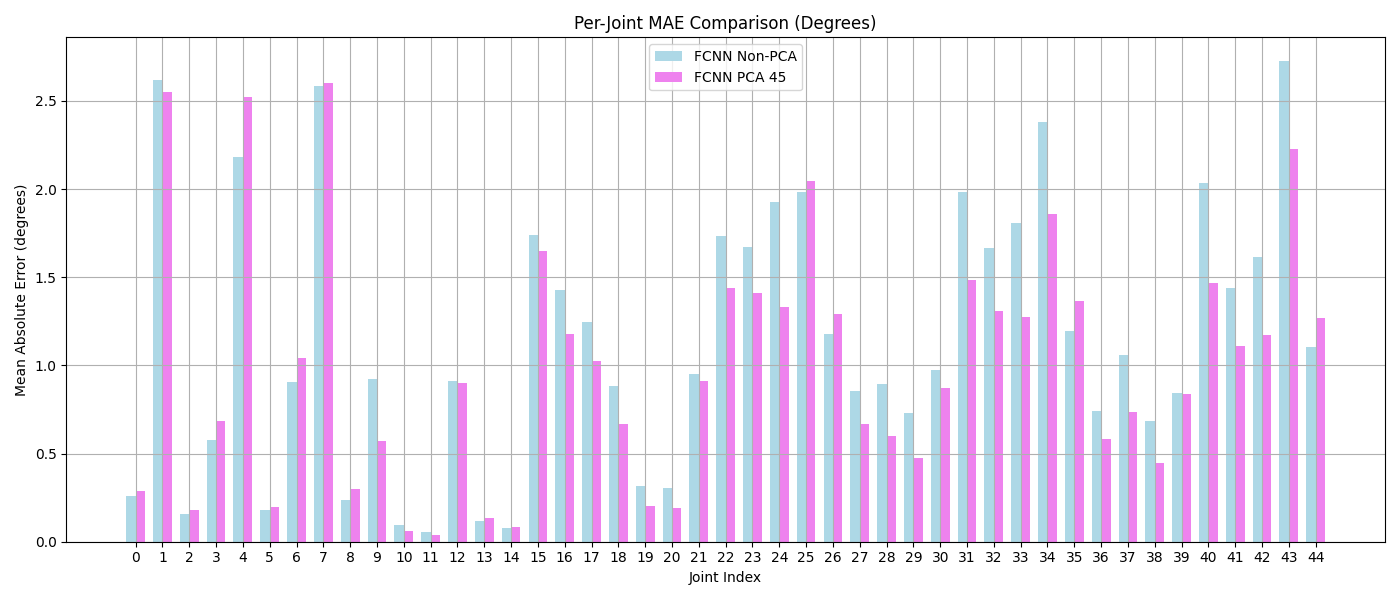 Per-Joint MAE Comparison (Degrees)
FCNN Non-PCA
FCNN PCA 45
Mean Absolute Error (degrees)
2.5
2.0
1.5
1.0
0.5
0.0
0 1 2 3 4 5 6 7 8 9 10 11 12 13 14 15 16 17 18 19 20 21 22 23 24 25 26 27 28 29 30 31 32 33 34 35 36 37 38 39 40 41 42 43 44
Joint Index